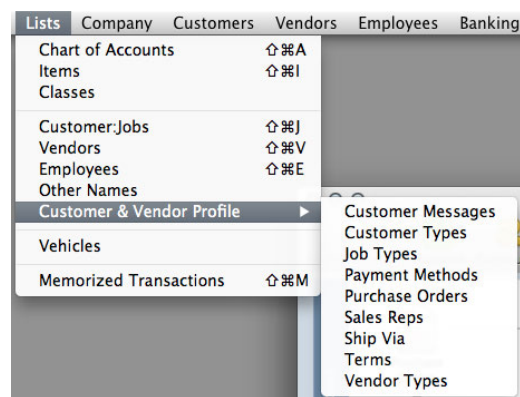 Lists Company Customers Vendors Employees Banking
Chart of Accounts ⇧⌘A
Items ⇧⌘I
Classes
Customer:Jobs ⇧⌘J
Vendors ⇧⌘V
Employees ⇧⌘E
Other Names
Customer & Vendor Profile ▶
Vehicles
Memorized Transactions ⇧⌘M
Customer Messages
Customer Types
Job Types
Payment Methods
Purchase Orders
Sales Reps
Ship Via
Terms
Vendor Types